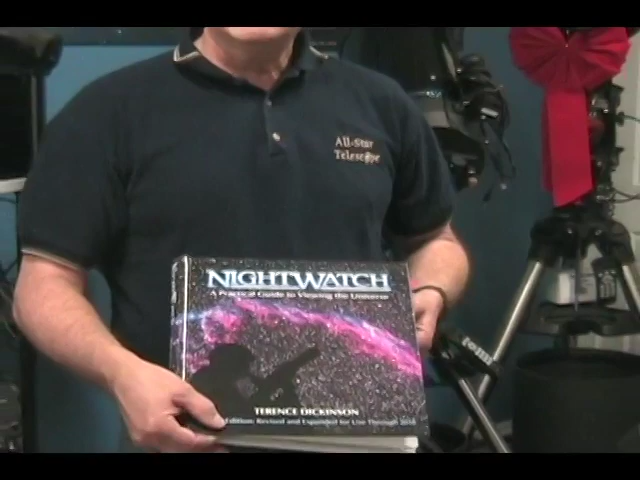 All-Star
Telescope
NIGHTWATCH
A Practical Guide to Viewing the Universe
TERENCE DICKINSON
Edition: Revised and Expanded for Use Through